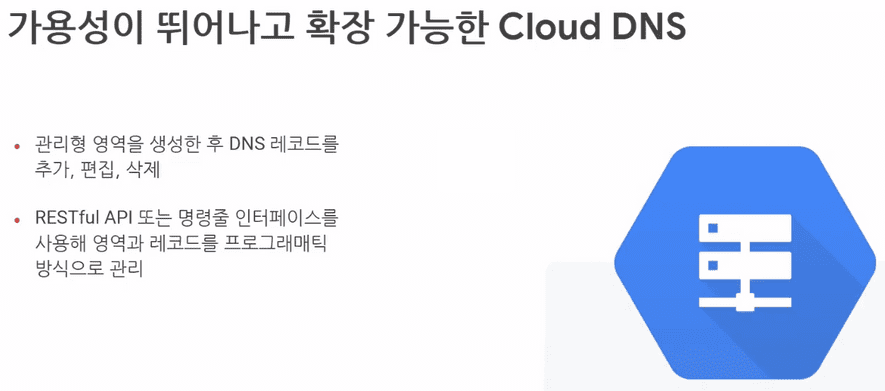 가용성이 뛰어나고 확장 가능한 Cloud DNS
• 관리형 영역을 생성한 후 DNS 레코드를
추가, 편집, 삭제
• RESTful API 또는 명령줄 인터페이스를
사용해 영역과 레코드를 프로그래매틱
방식으로 관리